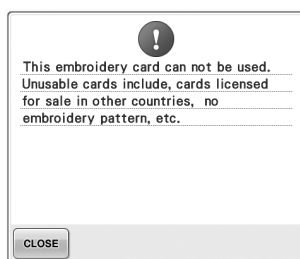 !
This embroidery card can not be used.
Unusable cards include, cards licensed
for sale in other countries, no
embroidery pattern, etc.
CLOSE